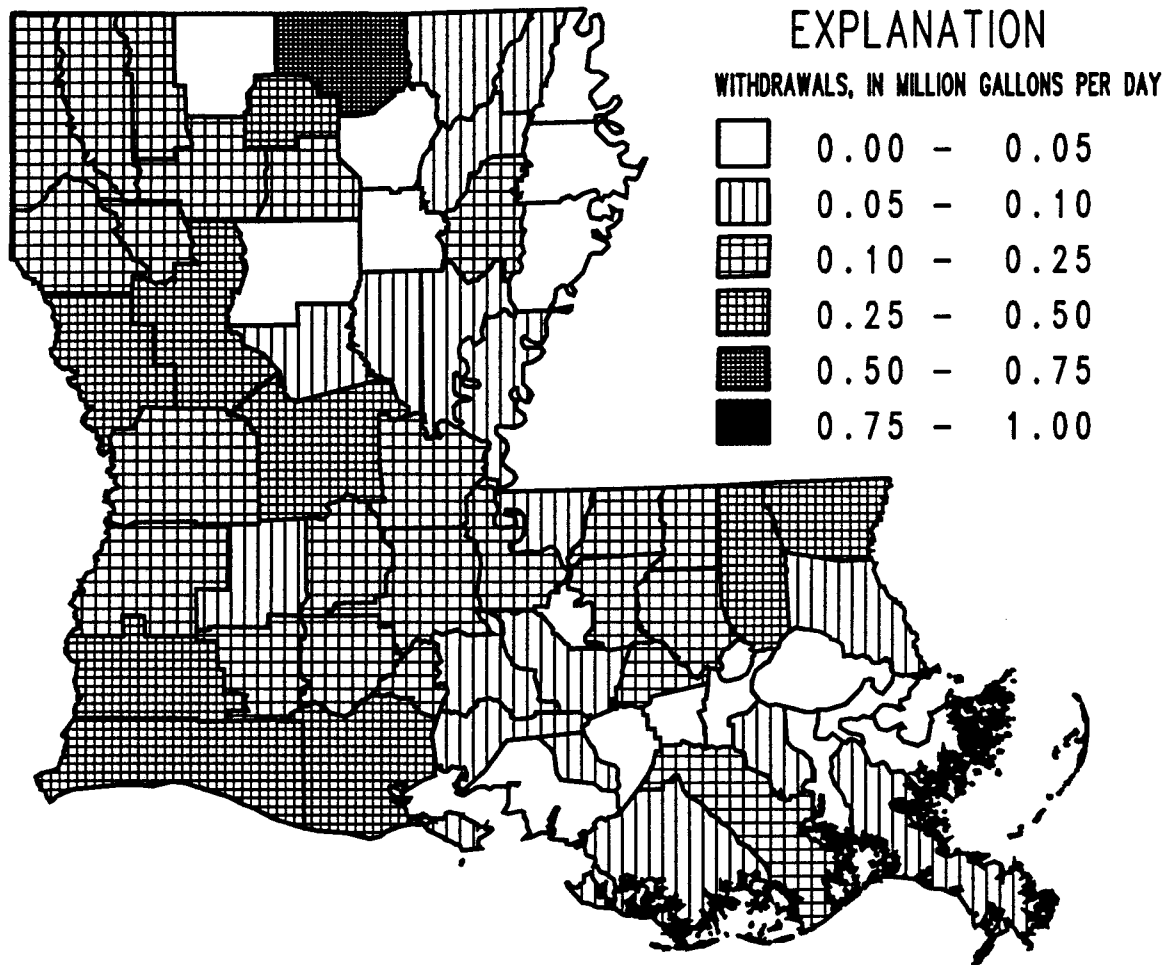 EXPLANATION
WITHDRAWALS, IN MILLION GALLONS PER DAY
0.00 - 0.05
0.05 - 0.10
0.10 - 0.25
0.25 - 0.50
0.50 - 0.75
0.75 - 1.00